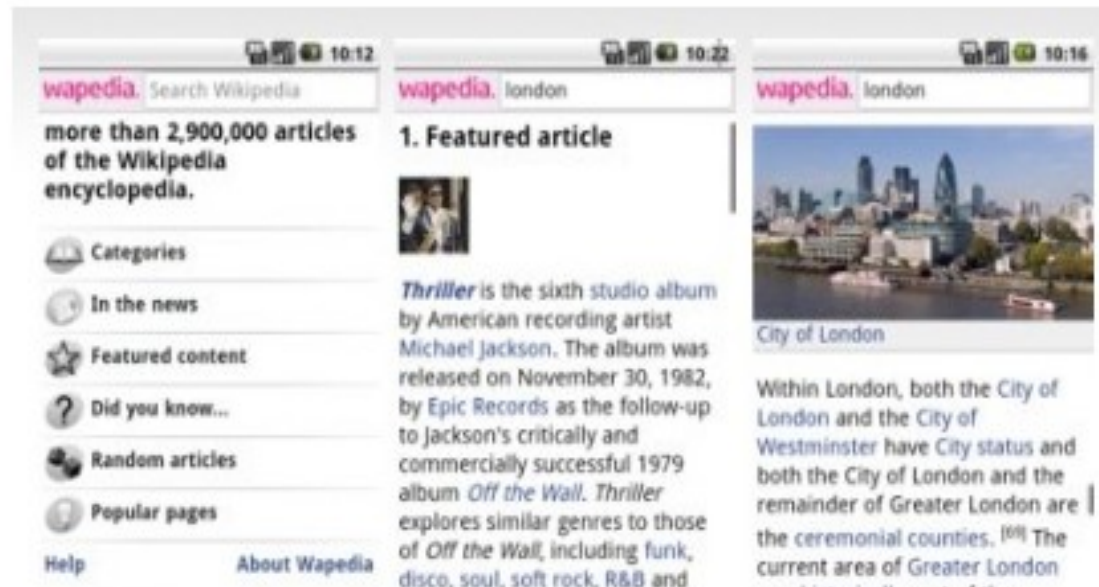 10:12
wapedia. Search Wikipedia
more than 2,900,000 articles
of the Wikipedia
encyclopedia.
Categories
In the news
Featured content
Did you know...
Random articles
Popular pages
Help About Wapedia
10:22
wapedia. london
1. Featured article
Thriller is the sixth studio album
by American recording artist
Michael Jackson. The album was
released on November 30, 1982,
by Epic Records as the follow-up
to Jackson's critically and
commercially successful 1979
album Off the Wall. Thriller
explores similar genres to those
of Off the Wall, including funk,
disco, soul, soft rock, R&B and
10:16
wapedia. london
City of London
Within London, both the City of
London and the City of
Westminster have City status and
both the City of London and the
remainder of Greater London are
the ceremonial counties. [69] The
current area of Greater London